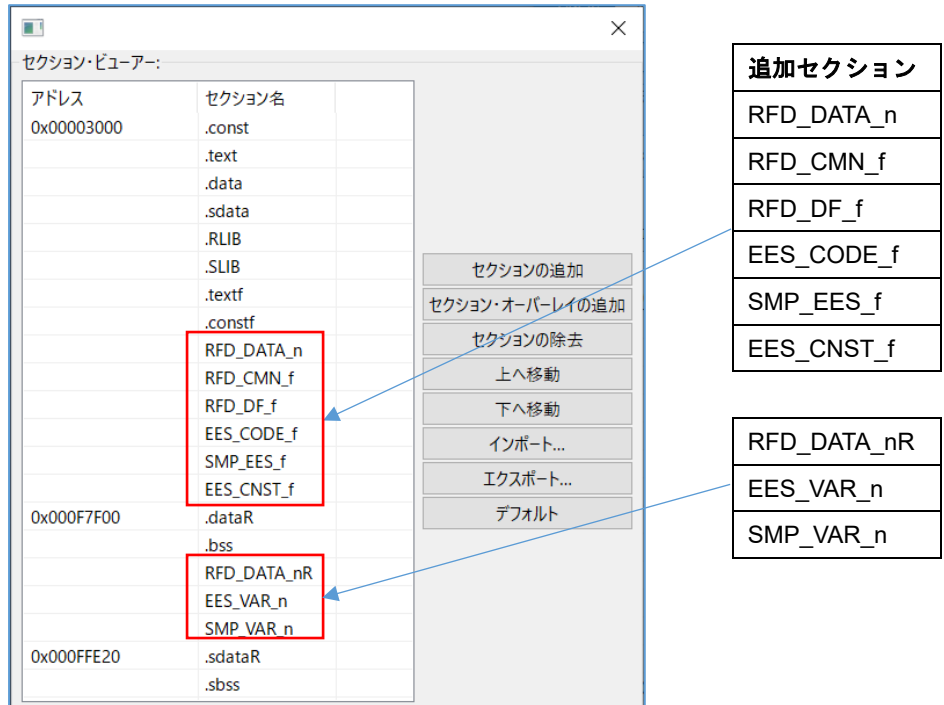 セクション・ビューアー:
アドレス セクション名
0x00003000 .const
.text
.data
.sdata
.RLIB
.SLIB
.textf
.constf
RFD_DATA_n
RFD_CMN_f
RFD_DF_f
EES_CODE_f
SMP_EES_f
EES_CNST_f
0x000F7F00 .dataR
.bss
RFD_DATA_nR
EES_VAR_n
SMP_VAR_n
0x000FFE20 .sdataR
.sbss
セクションの追加
セクション・オーバーレイの追加
セクションの除去
上へ移動
下へ移動
インポート...
エクスポート...
デフォルト
追加セクション
RFD_DATA_n
RFD_CMN_f
RFD_DF_f
EES_CODE_f
SMP_EES_f
EES_CNST_f
RFD_DATA_nR
EES_VAR_n
SMP_VAR_n